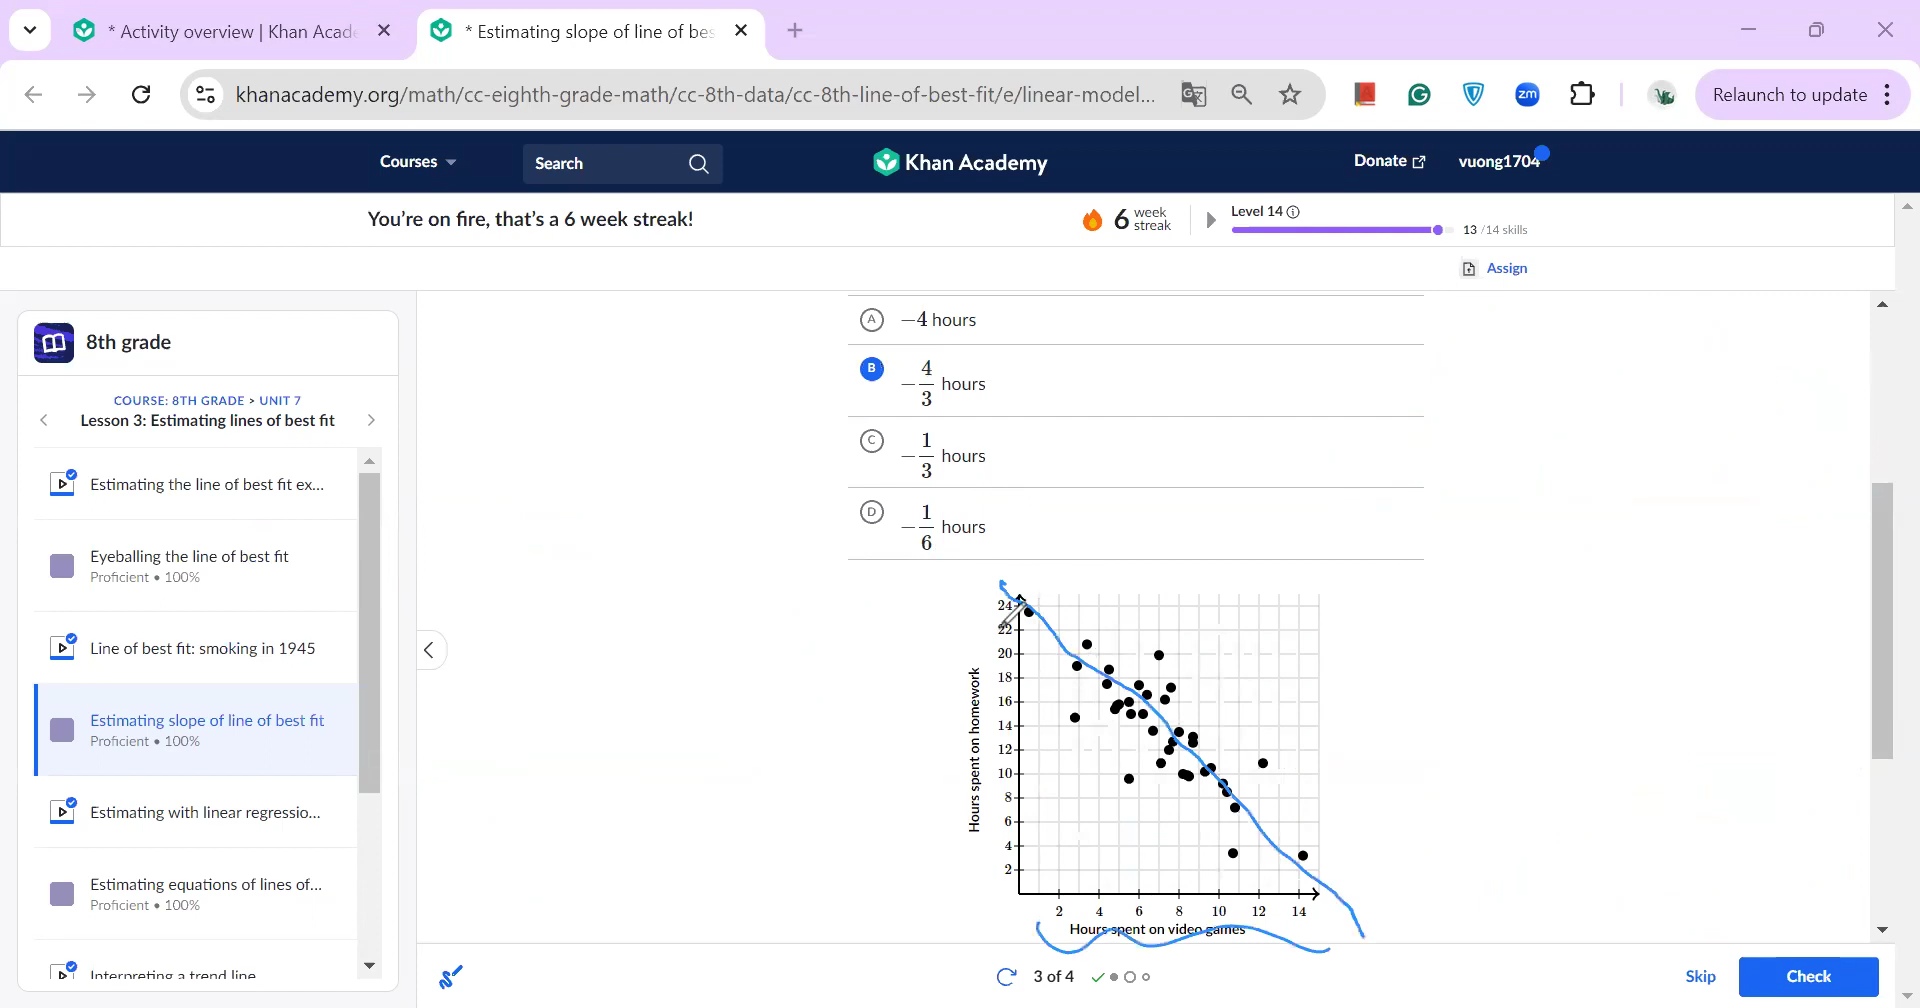 * Activity overview | Khan Acade
* Estimating slope of line of bes
khanacademy.org/math/cc-eighth-grade-math/cc-8th-data/cc-8th-line-of-best-fit/e/linear-model...
zm
Relaunch to update
Courses
Search
Khan Academy
Donate
vuong1704
You're on fire, that's a 6 week streak!
6 week streak
Level 14
13 /14 skills
Assign
8th grade
COURSE: 8TH GRADE > UNIT 7
Lesson 3: Estimating lines of best fit
Estimating the line of best fit ex...
Eyeballing the line of best fit
Proficient • 100%
Line of best fit: smoking in 1945
Estimating slope of line of best fit
Proficient • 100%
Estimating with linear regressio...
Estimating equations of lines of...
Proficient • 100%
Interpreting a trend line
A −4 hours
B −4/3 hours
C −1/3 hours
D −1/6 hours
24
22
20
18
16
14
12
10
8
6
4
2
Hours spent on homework
2 4 6 8 10 12 14
Hours spent on video games
3 of 4
Skip
Check